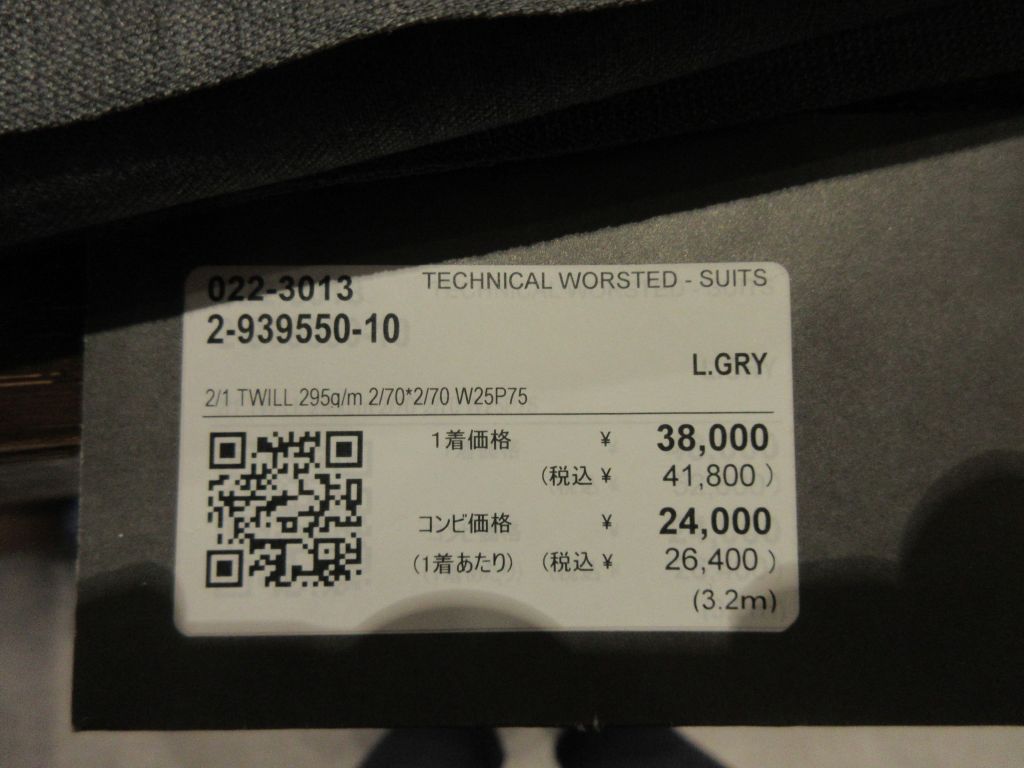 022-3013 TECHNICAL WORSTED - SUITS
2-939550-10
L.GRY
2/1 TWILL 295g/m 2/70*2/70 W25P75
1着価格 ¥ 38,000
(税込 ¥ 41,800 )
コンビ価格 ¥ 24,000
(1着あたり) (税込 ¥ 26,400 )
(3.2m)